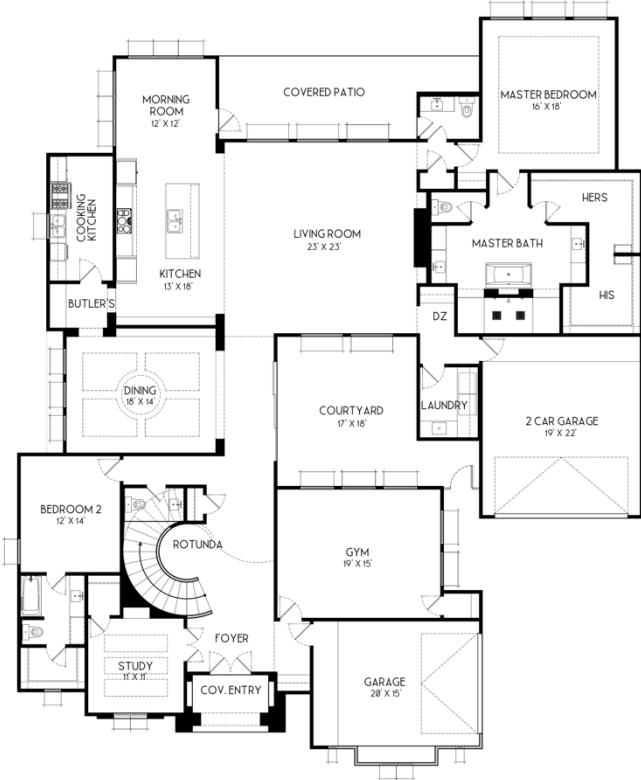 COVERED PATIO
MASTER BEDROOM
16' X 18'
MORNING
ROOM
12' X 12'
COOKING
KITCHEN
HERS
LIVING ROOM
23' X 23'
MASTER BATH
KITCHEN
13' X 18'
HIS
BUTLER'S
DZ
DINING
18' X 14'
LAUNDRY
COURTYARD
17' X 18'
2 CAR GARAGE
19' X 22'
BEDROOM 2
12' X 14'
ROTUNDA
GYM
19' X 15'
FOYER
STUDY
11' X 11'
GARAGE
20' X 15'
COV. ENTRY